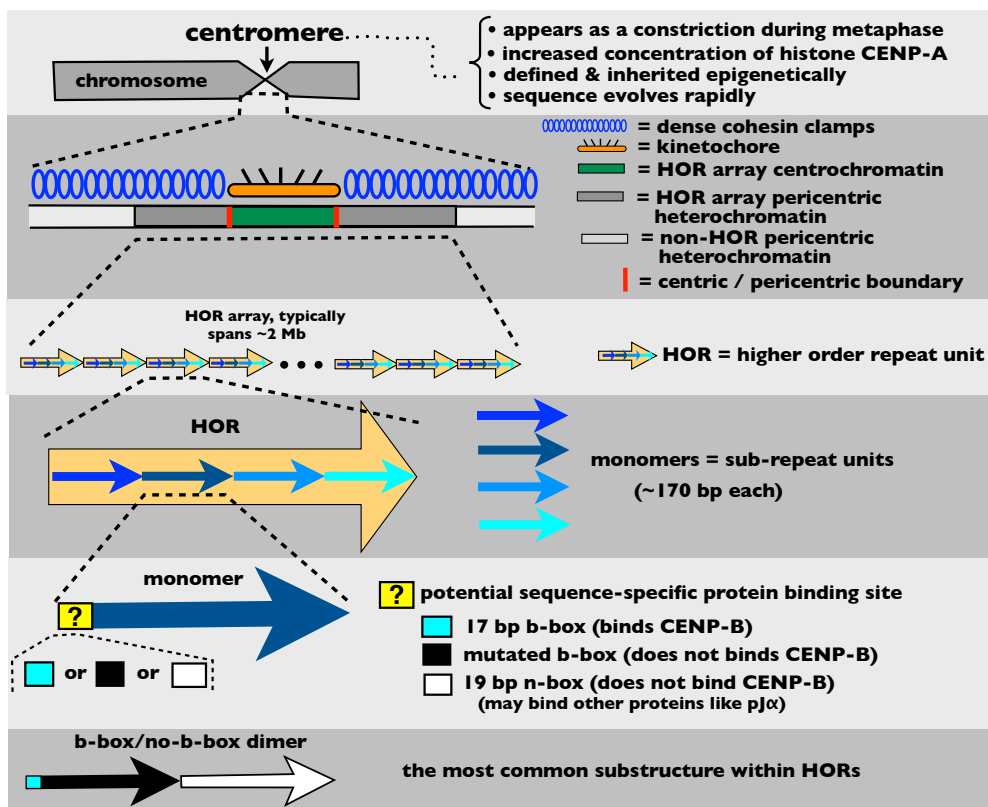 centromere
• appears as a constriction during metaphase
• increased concentration of histone CENP-A
• defined & inherited epigenetically
• sequence evolves rapidly
chromosome
= dense cohesin clamps
= kinetochore
= HOR array centrochromatin
= HOR array pericentric
heterochromatin
= non-HOR pericentric
heterochromatin
= centric / pericentric boundary
HOR array, typically
spans ~2 Mb
HOR = higher order repeat unit
HOR
monomers = sub-repeat units
(~170 bp each)
monomer
?
? potential sequence-specific protein binding site
17 bp b-box (binds CENP-B)
mutated b-box (does not binds CENP-B)
19 bp n-box (does not bind CENP-B)
(may bind other proteins like pJα)
or or
b-box/no-b-box dimer
the most common substructure within HORs